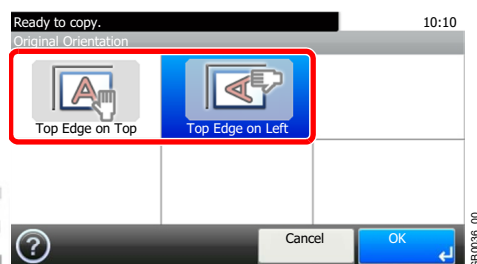 Ready to copy. 10:10
Original Orientation
A A
Top Edge on Top Top Edge on Left
? Cancel OK